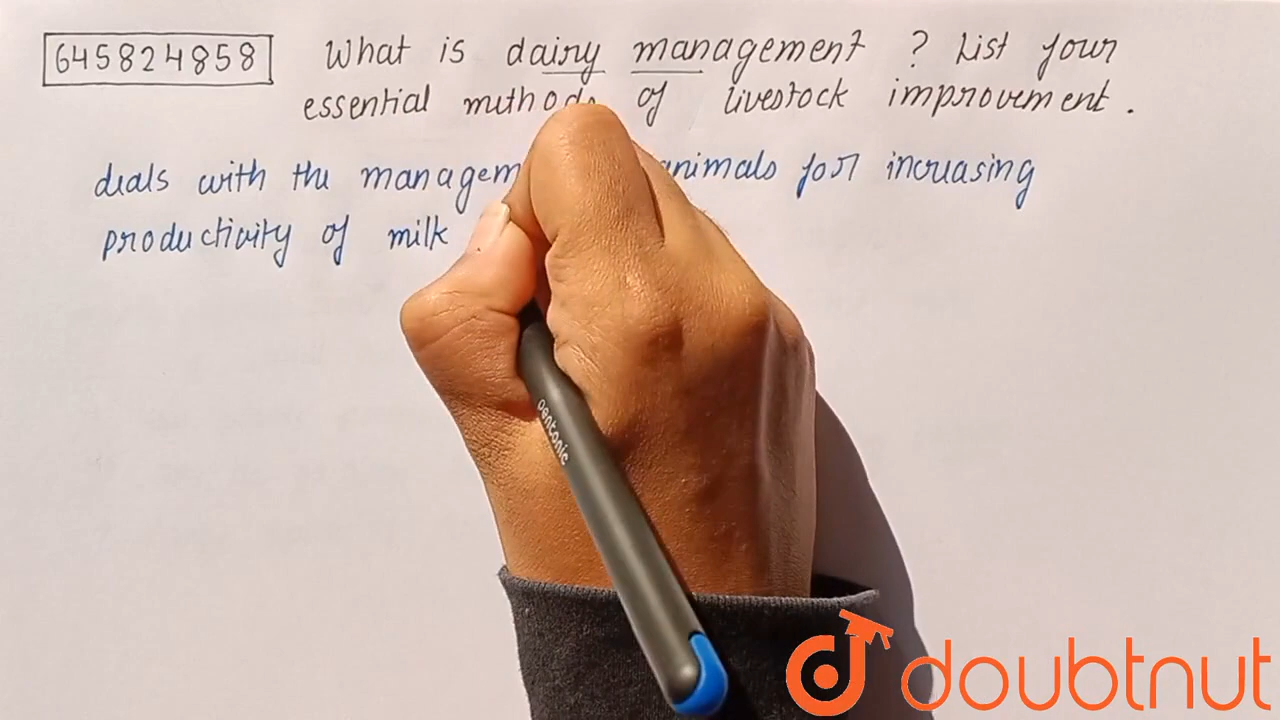 645824858 What is dairy management ? List four
essential methods of livestock improvement .
deals with the managem animals for increasing
productivity of milk
pentonic
doubtnut